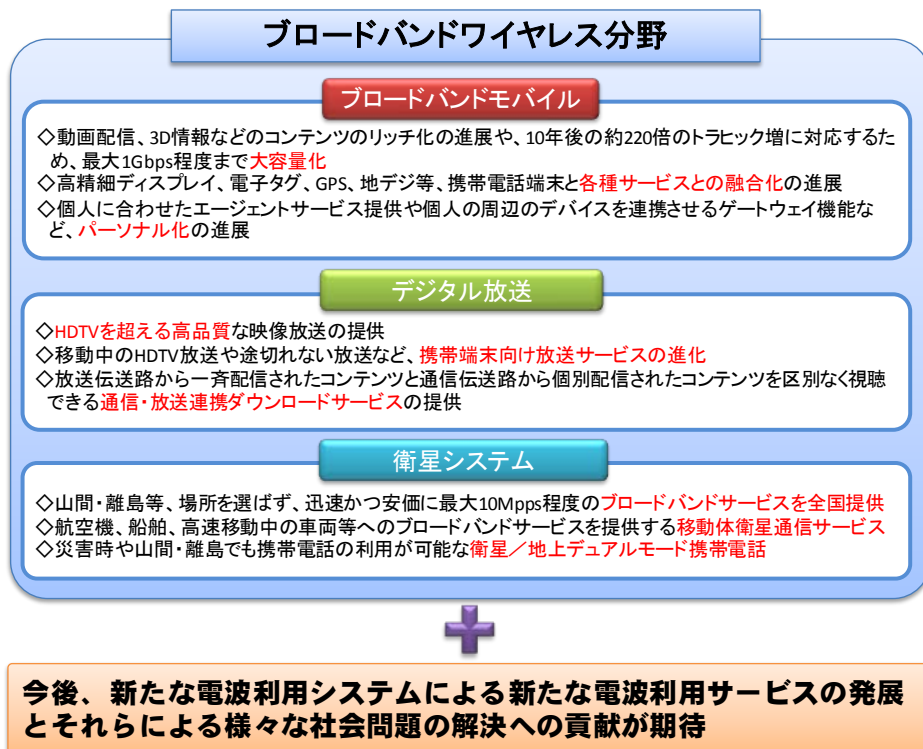 ブロードバンドワイヤレス分野
ブロードバンドモバイル
◇動画配信、3D情報などのコンテンツのリッチ化の進展や、10年後の約220倍のトラヒック増に対応するた
め、最大1Gbps程度まで大容量化
◇高精細ディスプレイ、電子タグ、GPS、地デジ等、携帯電話端末と各種サービスとの融合化の進展
◇個人に合わせたエージェントサービス提供や個人の周辺のデバイスを連携させるゲートウェイ機能な
ど、パーソナル化の進展
デジタル放送
◇HDTVを超える高品質な映像放送の提供
◇移動中のHDTV放送や途切れない放送など、携帯端末向け放送サービスの進化
◇放送伝送路から一斉配信されたコンテンツと通信伝送路から個別配信されたコンテンツを区別なく視聴
できる通信・放送連携ダウンロードサービスの提供
衛星システム
◇山間・離島等、場所を選ばず、迅速かつ安価に最大10Mpps程度のブロードバンドサービスを全国提供
◇航空機、船舶、高速移動中の車両等へのブロードバンドサービスを提供する移動体衛星通信サービス
◇災害時や山間・離島でも携帯電話の利用が可能な衛星／地上デュアルモード携帯電話
今後、新たな電波利用システムによる新たな電波利用サービスの発展
とそれらによる様々な社会問題の解決への貢献が期待